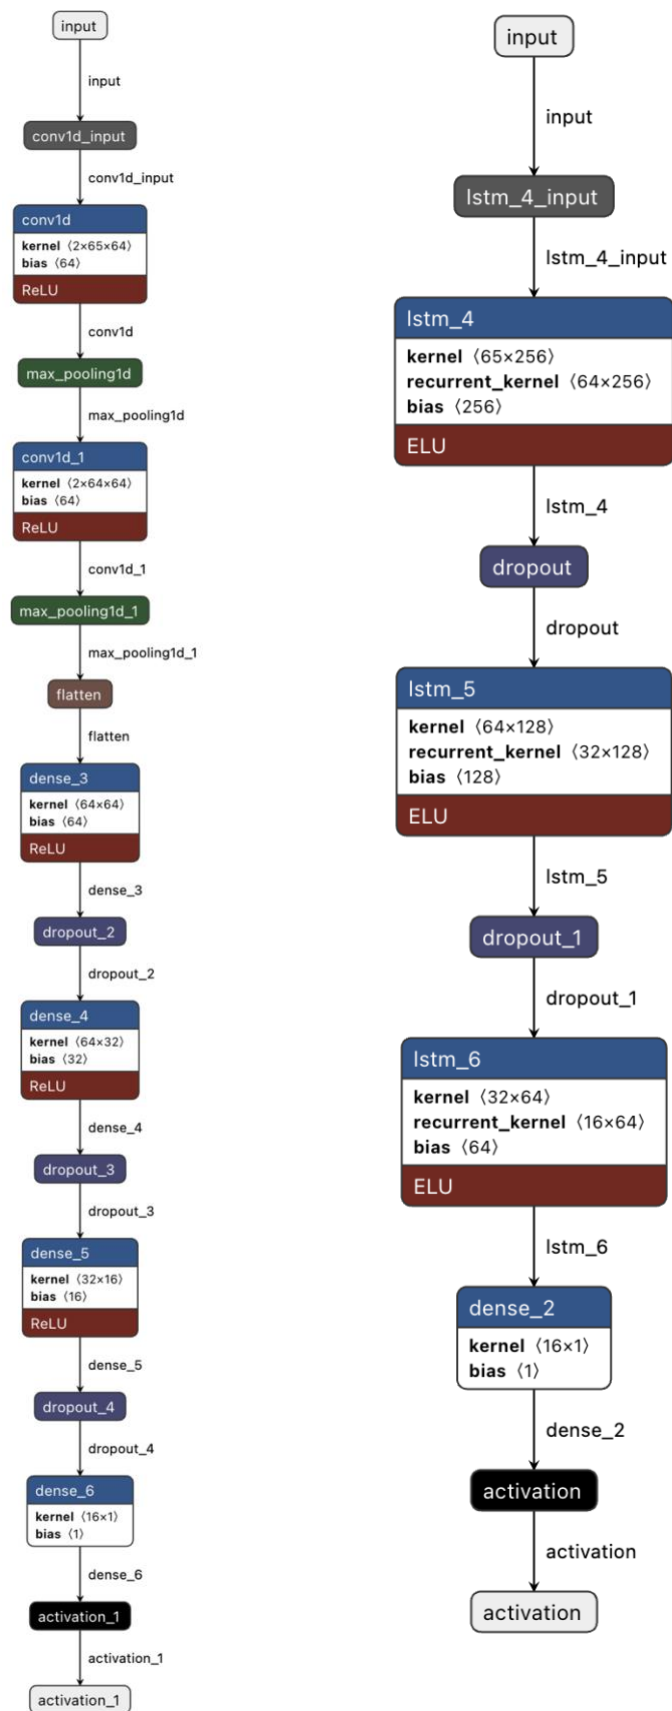 input
input
conv1d_input
conv1d_input
conv1d
kernel ⟨2×65×64⟩
bias ⟨64⟩
ReLU
conv1d
max_pooling1d
max_pooling1d
conv1d_1
kernel ⟨2×64×64⟩
bias ⟨64⟩
ReLU
conv1d_1
max_pooling1d_1
max_pooling1d_1
flatten
flatten
dense_3
kernel ⟨64×64⟩
bias ⟨64⟩
ReLU
dense_3
dropout_2
dropout_2
dense_4
kernel ⟨64×32⟩
bias ⟨32⟩
ReLU
dense_4
dropout_3
dropout_3
dense_5
kernel ⟨32×16⟩
bias ⟨16⟩
ReLU
dense_5
dropout_4
dropout_4
dense_6
kernel ⟨16×1⟩
bias ⟨1⟩
dense_6
activation_1
activation_1
activation_1
input
input
lstm_4_input
lstm_4_input
lstm_4
kernel ⟨65×256⟩
recurrent_kernel ⟨64×256⟩
bias ⟨256⟩
ELU
lstm_4
dropout
dropout
lstm_5
kernel ⟨64×128⟩
recurrent_kernel ⟨32×128⟩
bias ⟨128⟩
ELU
lstm_5
dropout_1
dropout_1
lstm_6
kernel ⟨32×64⟩
recurrent_kernel ⟨16×64⟩
bias ⟨64⟩
ELU
lstm_6
dense_2
kernel ⟨16×1⟩
bias ⟨1⟩
dense_2
activation
activation
activation